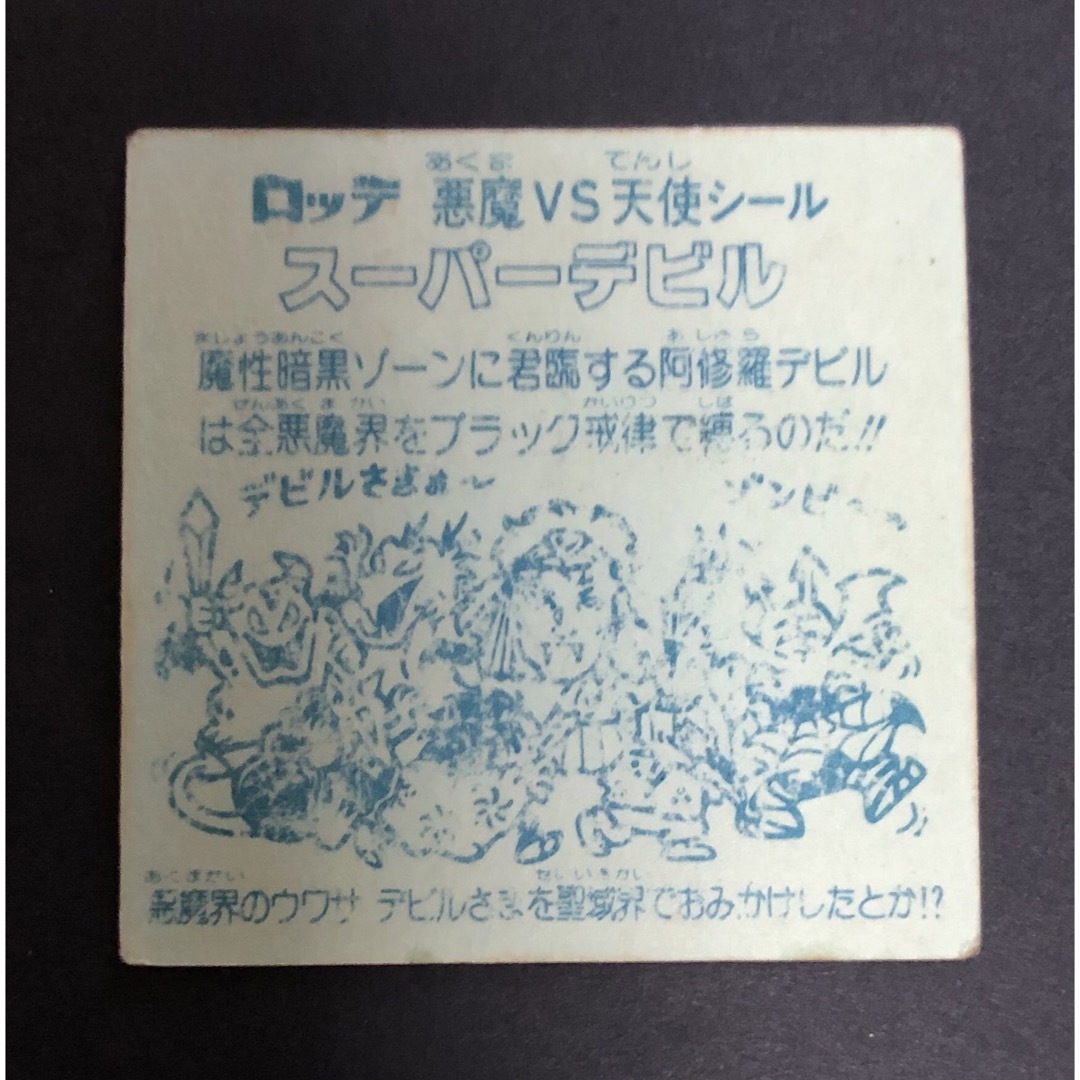 あくま てんし
ロッテ 悪魔VS天使シール
スーパーデビル
ましょうあんこく くんりん あしゅら
魔性暗黒ゾーンに君臨する阿修羅デビル
ぜんあくまかい かいりつ しば
は全悪魔界をブラック戒律で縛るのだ!!
デビルさまぁ〜 ゾンビ〜
あくまかい せいいきかい
悪魔界のウワサ デビルさまを聖域界でおみかけしたとか!?